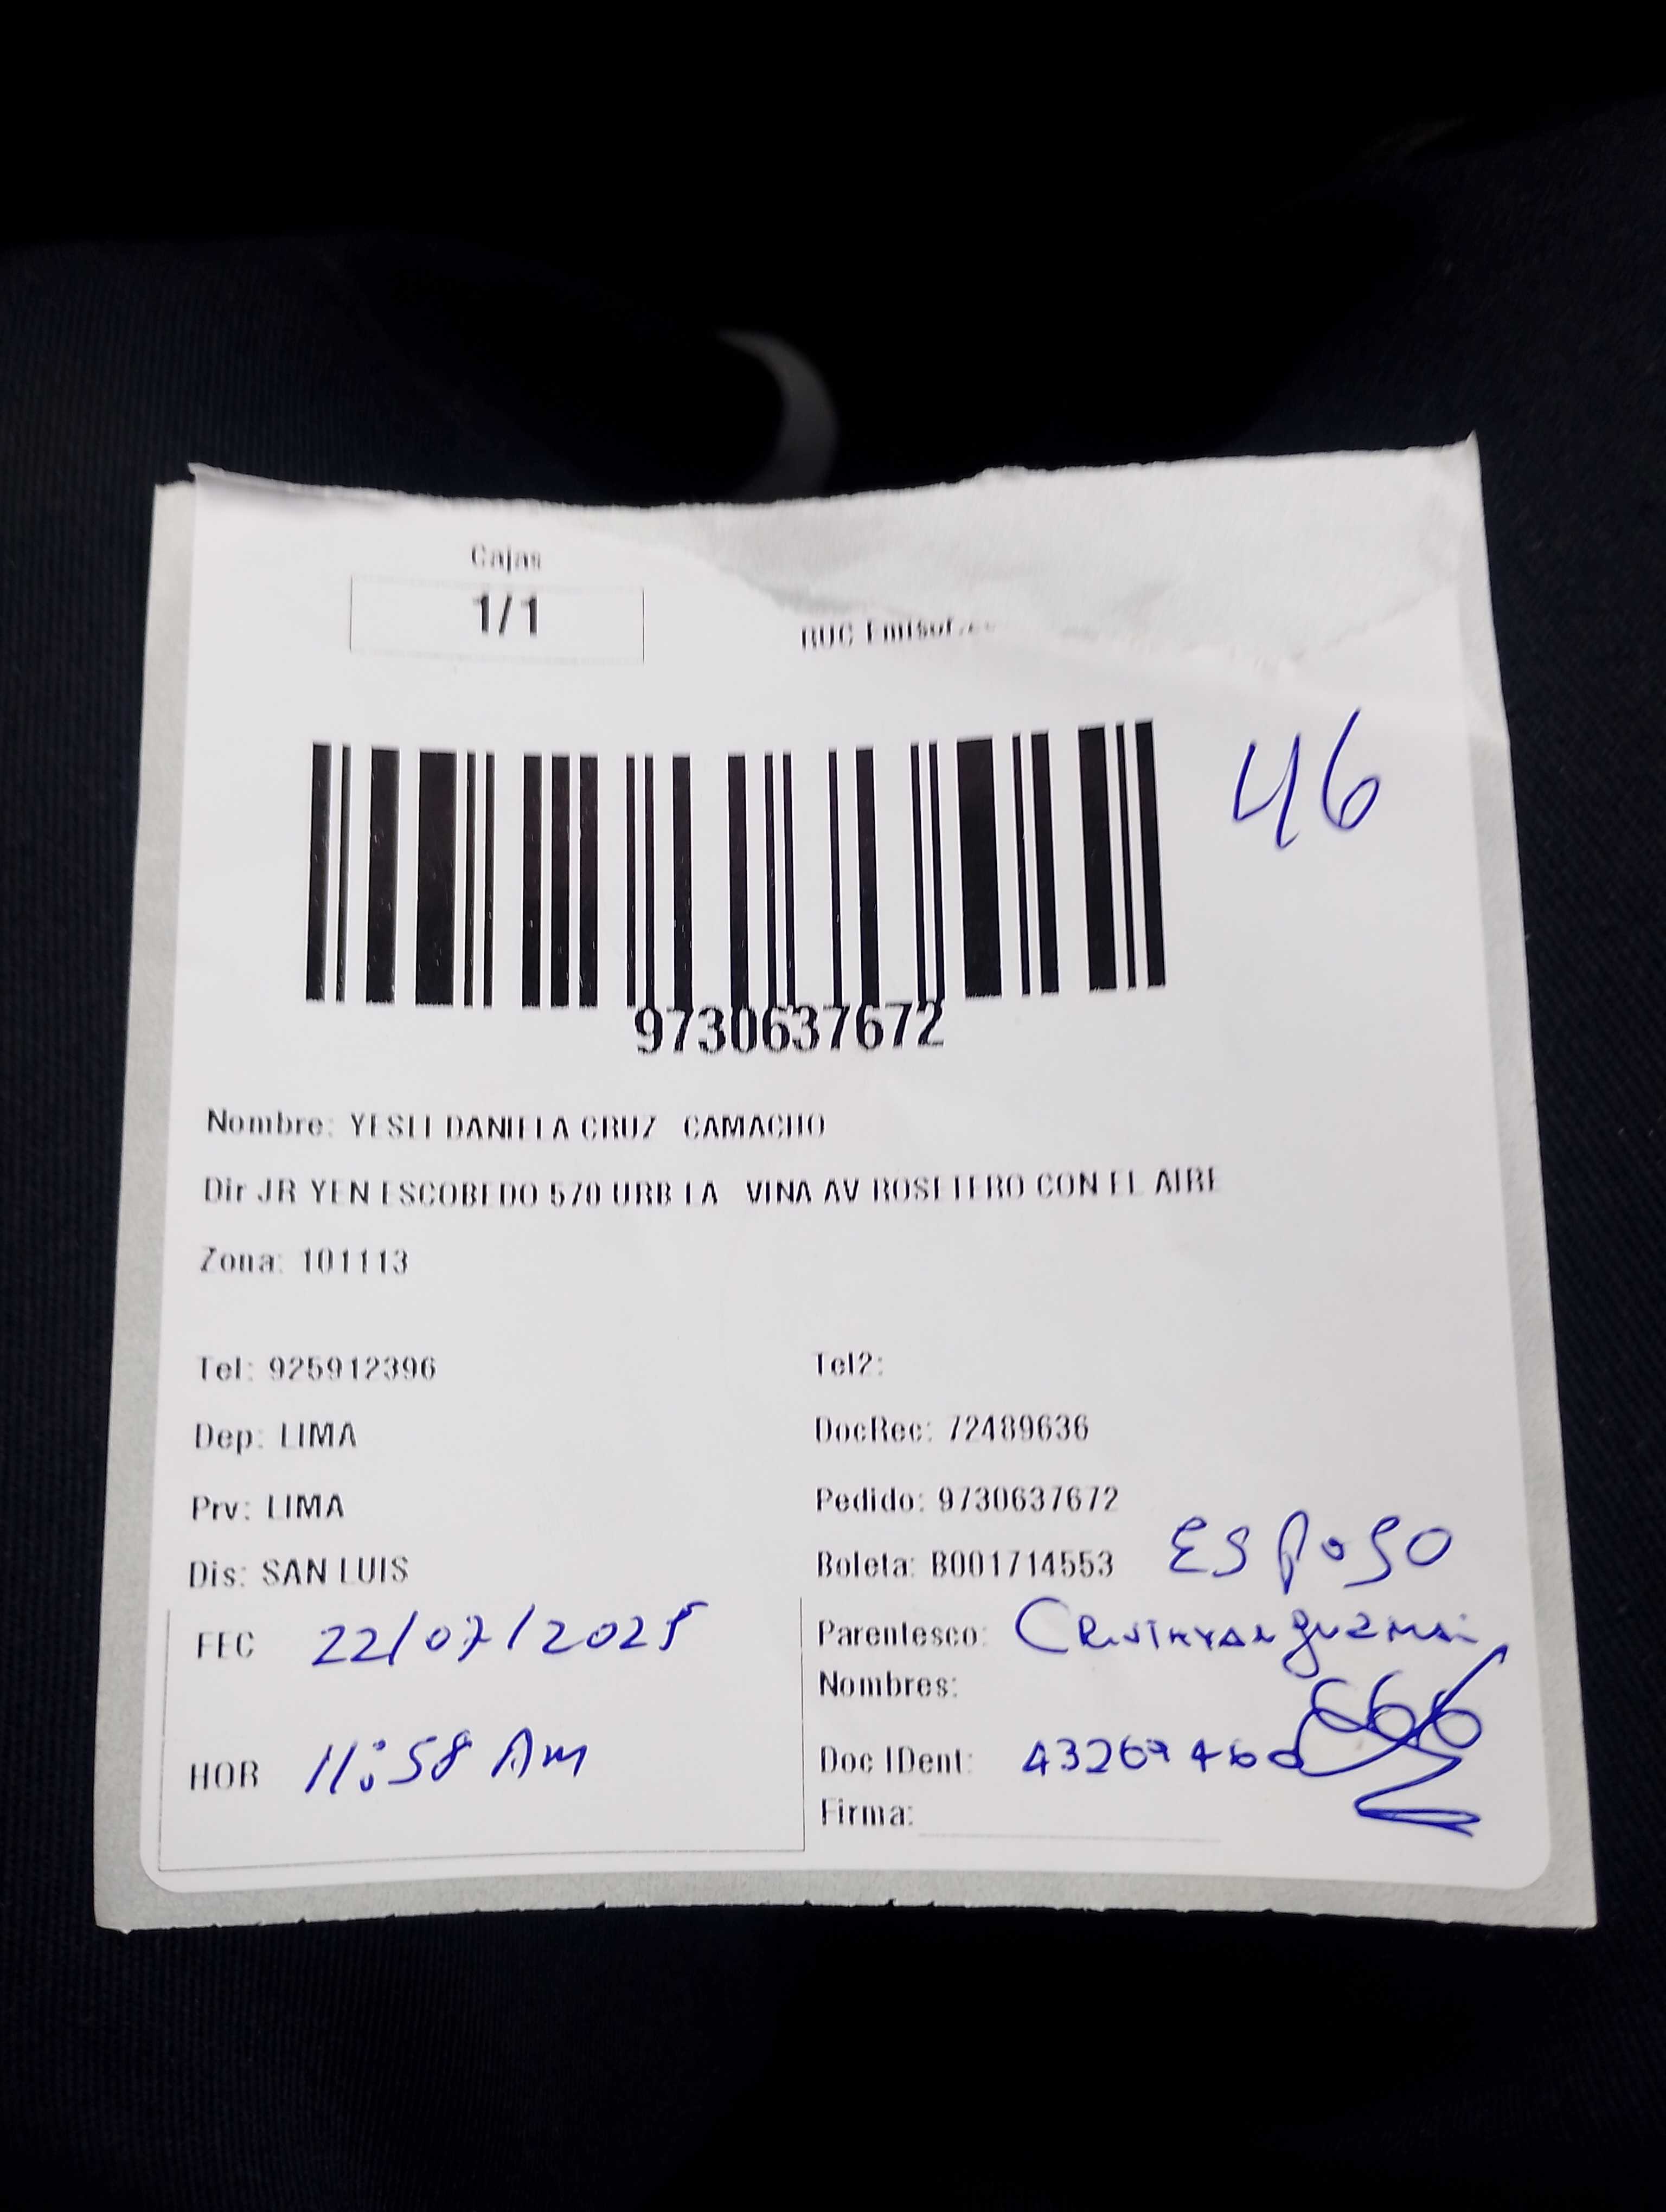 Cajas
1/1
RUC Emisor:
46
9730637672
Nombre: YESLI DANIELA CRUZ CAMACHO
Dir JR YEN ESCOBEDO 570 URB LA VINA AV ROSETERO CON EL AIRE
Zona: 101113
Tel: 925912396 Tel2:
Dep: LIMA DocRec: 72489636
Prv: LIMA Pedido: 9730637672
Dis: SAN LUIS Boleta: B001714553 ESPOSO
FEC 22/07/2025 Parentesco: Guzman
Nombres:
HOR 11:58 Am Doc IDent:
Firma: